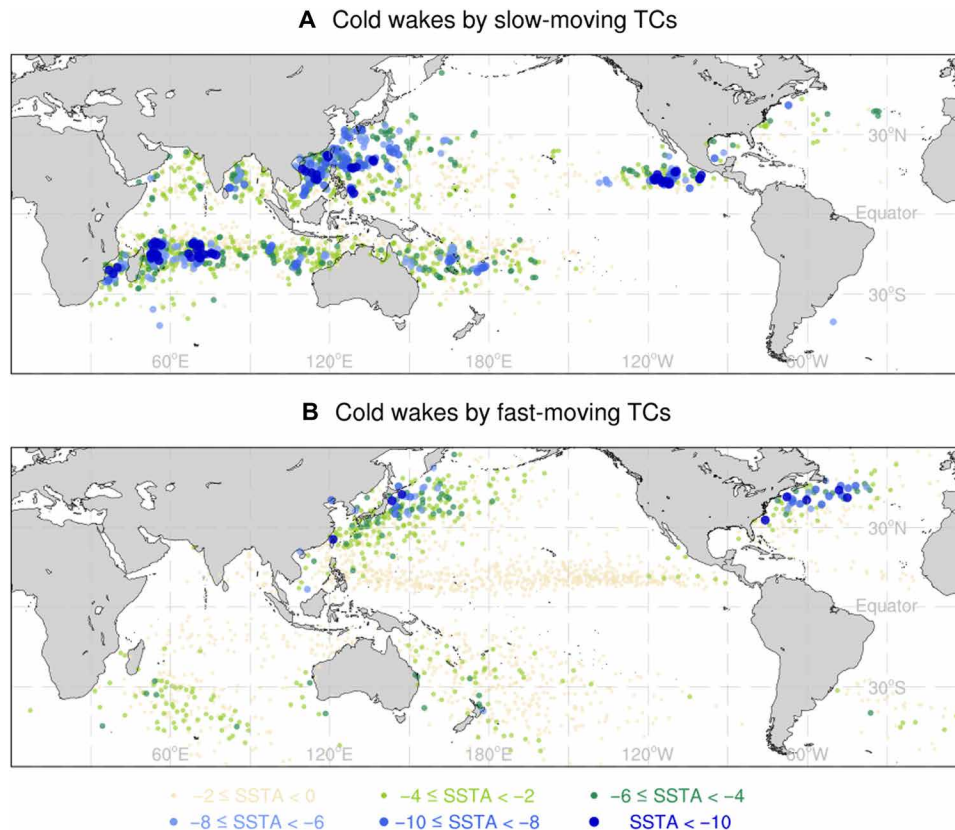 A Cold wakes by slow-moving TCs
30°N
Equator
30°S
60°E 120°E 180°E 120°W 60°W
B Cold wakes by fast-moving TCs
30°N
Equator
30°S
60°E 120°E 180°E 120°W 60°W
−2 ≤ SSTA < 0 −4 ≤ SSTA < −2 −6 ≤ SSTA < −4
−8 ≤ SSTA < −6 −10 ≤ SSTA < −8 SSTA < −10